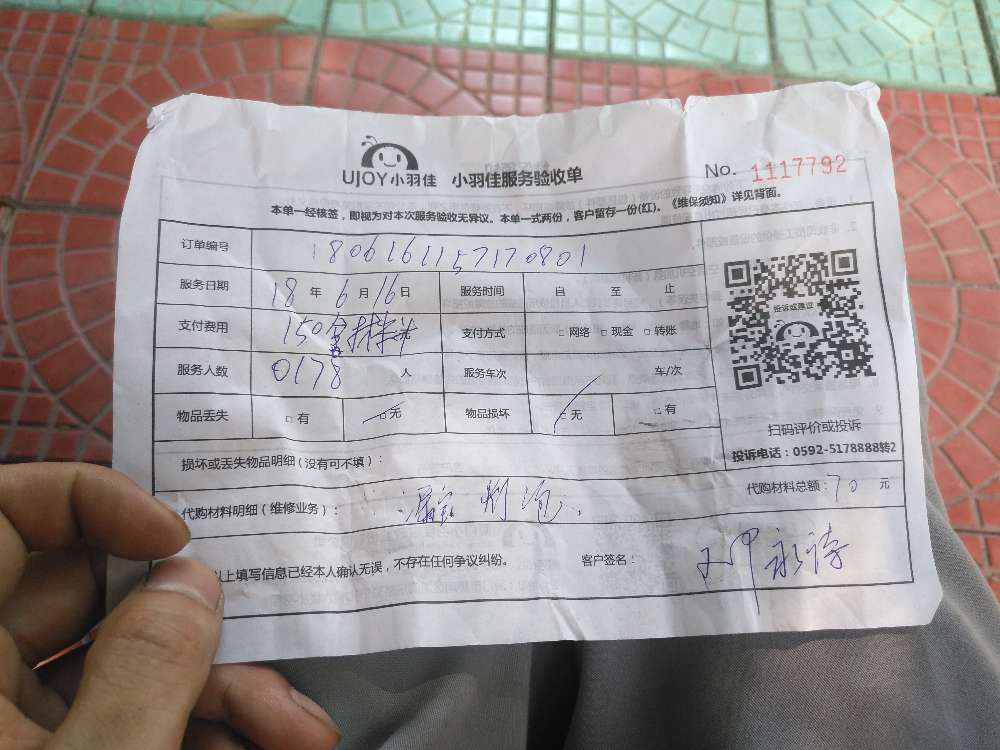 UJOY小羽佳 小羽佳服务验收单
No. 1117792
本单一经核签，即视为对本次服务验收无异议。本单一式两份，客户留存一份(红)。《维保须知》详见背面。
订单编号 1806161157170801
服务日期 18 年 6 月 16 日 服务时间 自 至 止
支付费用 150 支付方式 □ 网络 □ 现金 □ 转账
服务人数 0178 人 服务车次 车/次
物品丢失 □ 有 □ 无 物品损坏 □ 无 □ 有
投诉或建议
扫码评价或投诉
投诉电话：0592-5178888转2
损坏或丢失物品明细 (没有可不填)：
代购材料明细 (维修业务)： 代购材料总额：70 元
以上填写信息已经本人确认无误，不存在任何争议纠纷。 客户签名：